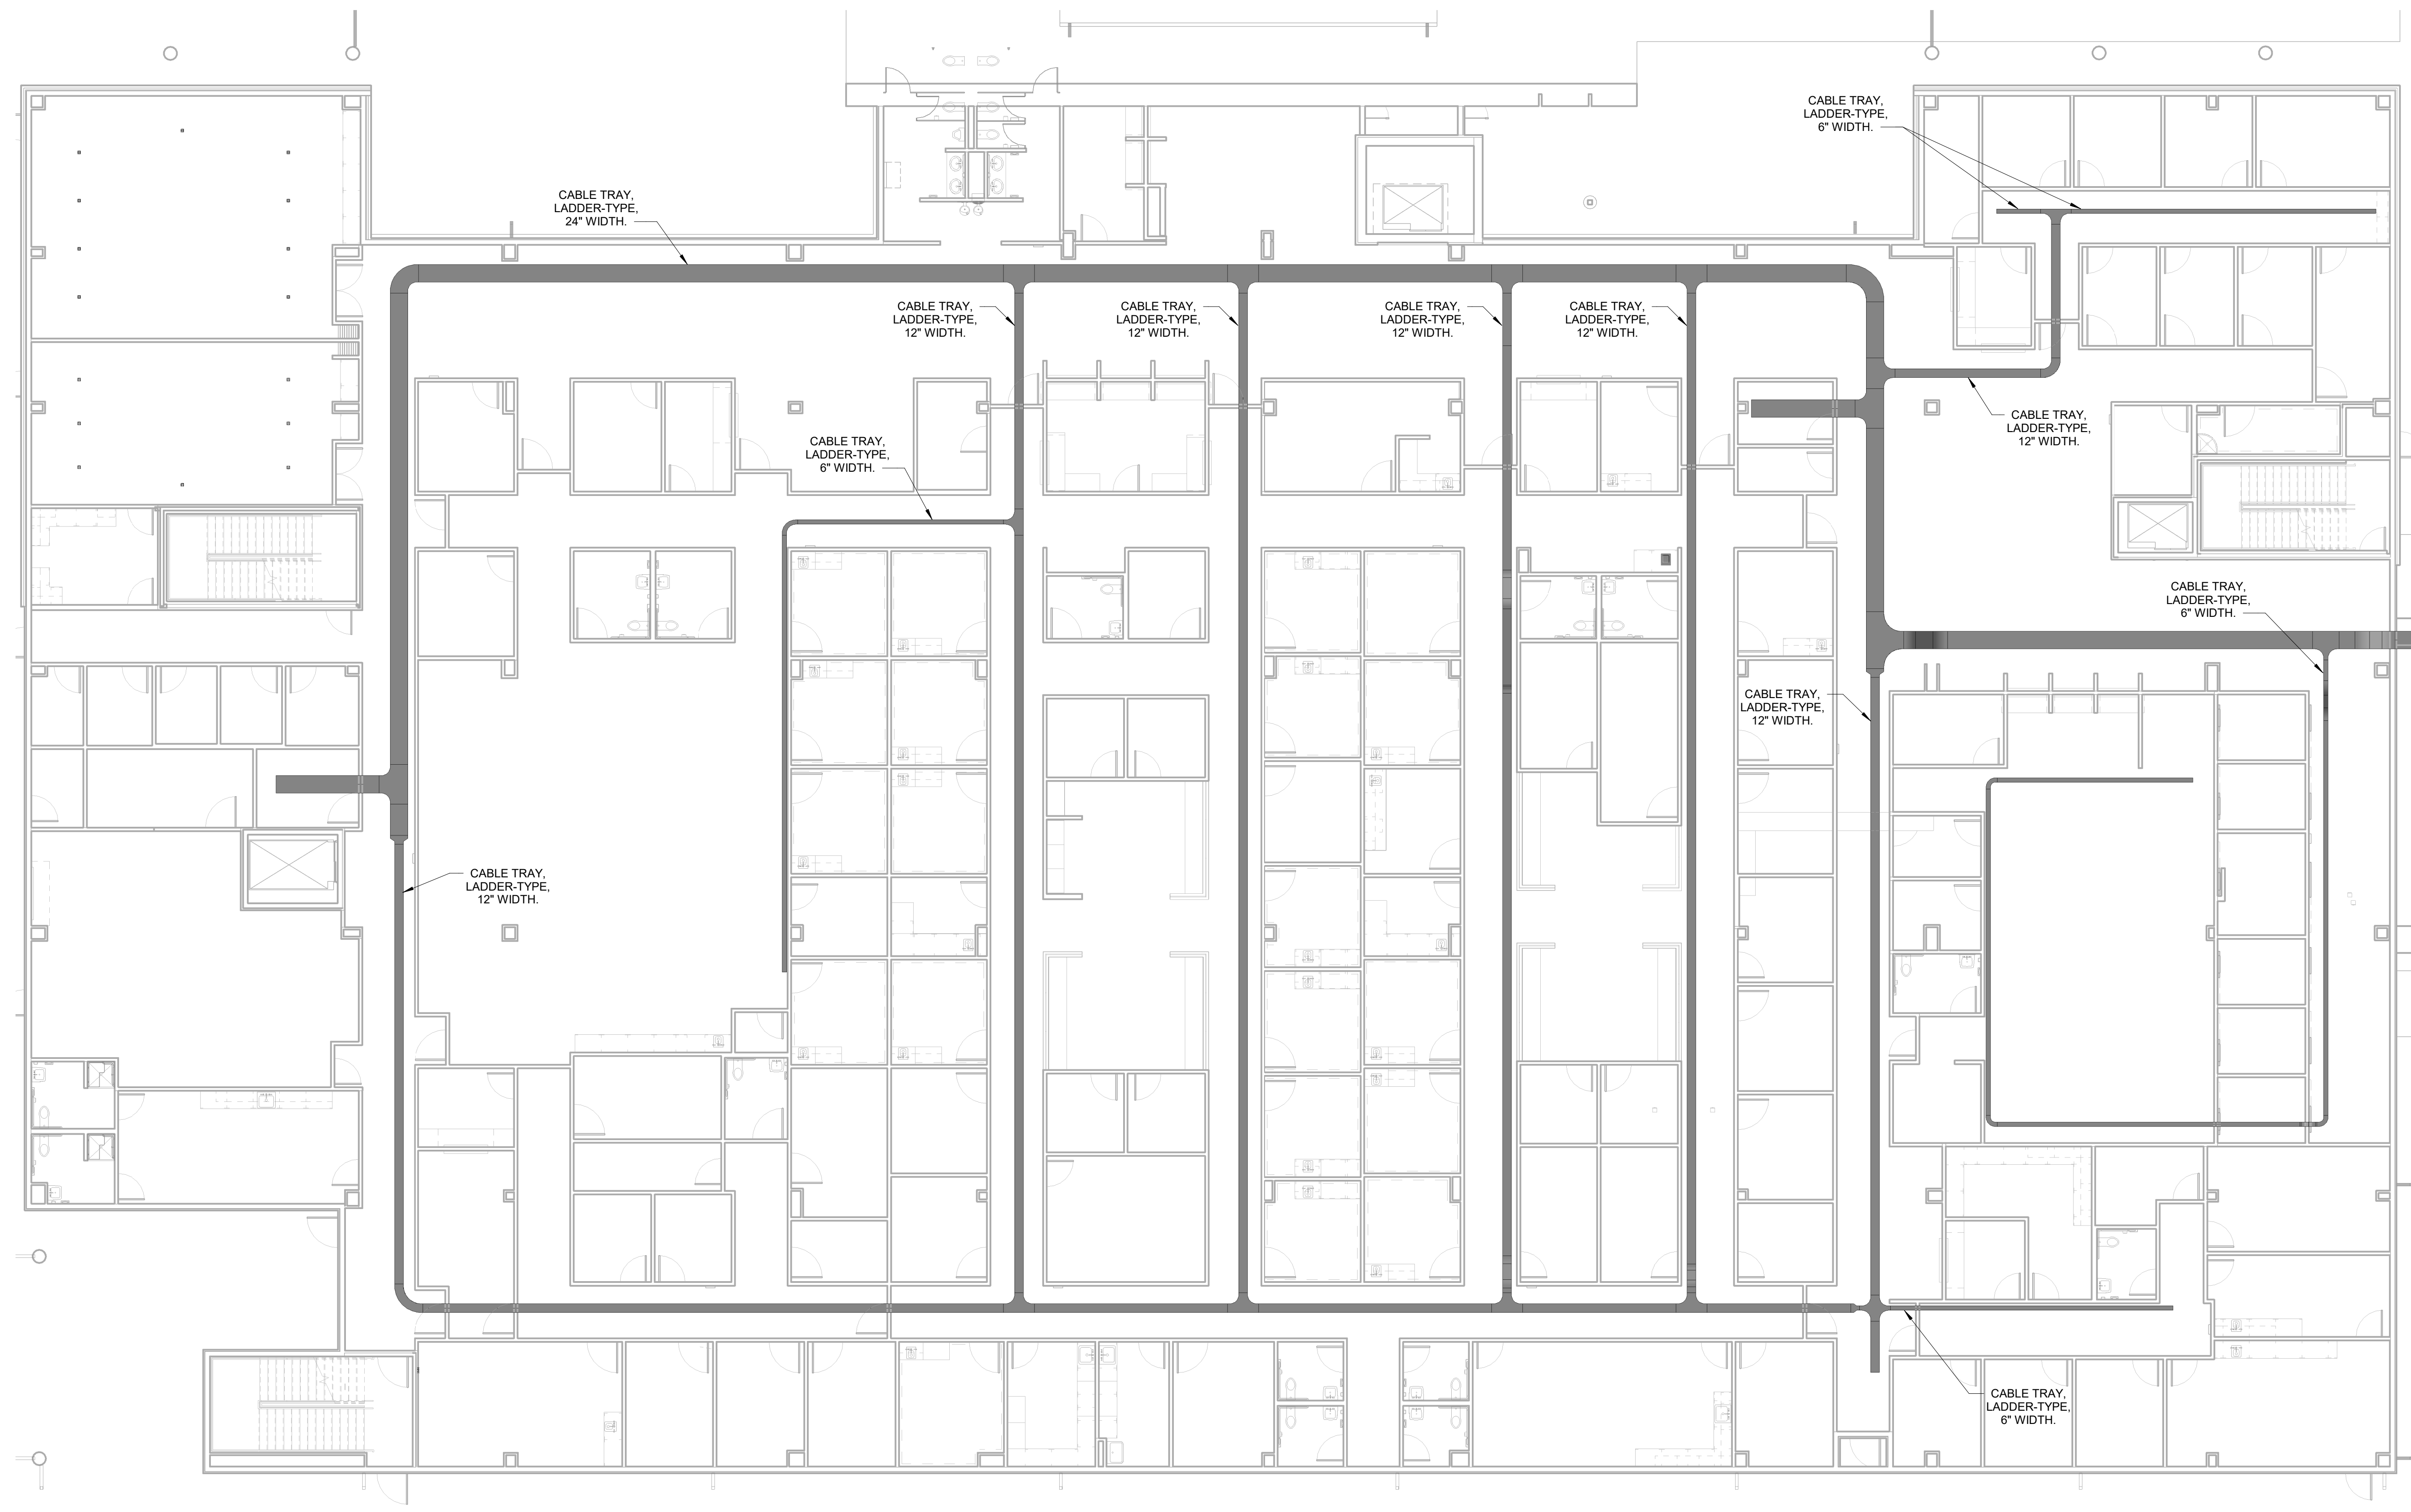 CABLE TRAY,
LADDER-TYPE,
6" WIDTH.
CABLE TRAY,
LADDER-TYPE,
24" WIDTH.
CABLE TRAY,
LADDER-TYPE,
12" WIDTH.
CABLE TRAY,
LADDER-TYPE,
12" WIDTH.
CABLE TRAY,
LADDER-TYPE,
12" WIDTH.
CABLE TRAY,
LADDER-TYPE,
12" WIDTH.
CABLE TRAY,
LADDER-TYPE,
12" WIDTH.
CABLE TRAY,
LADDER-TYPE,
6" WIDTH.
CABLE TRAY,
LADDER-TYPE,
6" WIDTH.
CABLE TRAY,
LADDER-TYPE,
12" WIDTH.
CABLE TRAY,
LADDER-TYPE,
12" WIDTH.
CABLE TRAY,
LADDER-TYPE,
6" WIDTH.